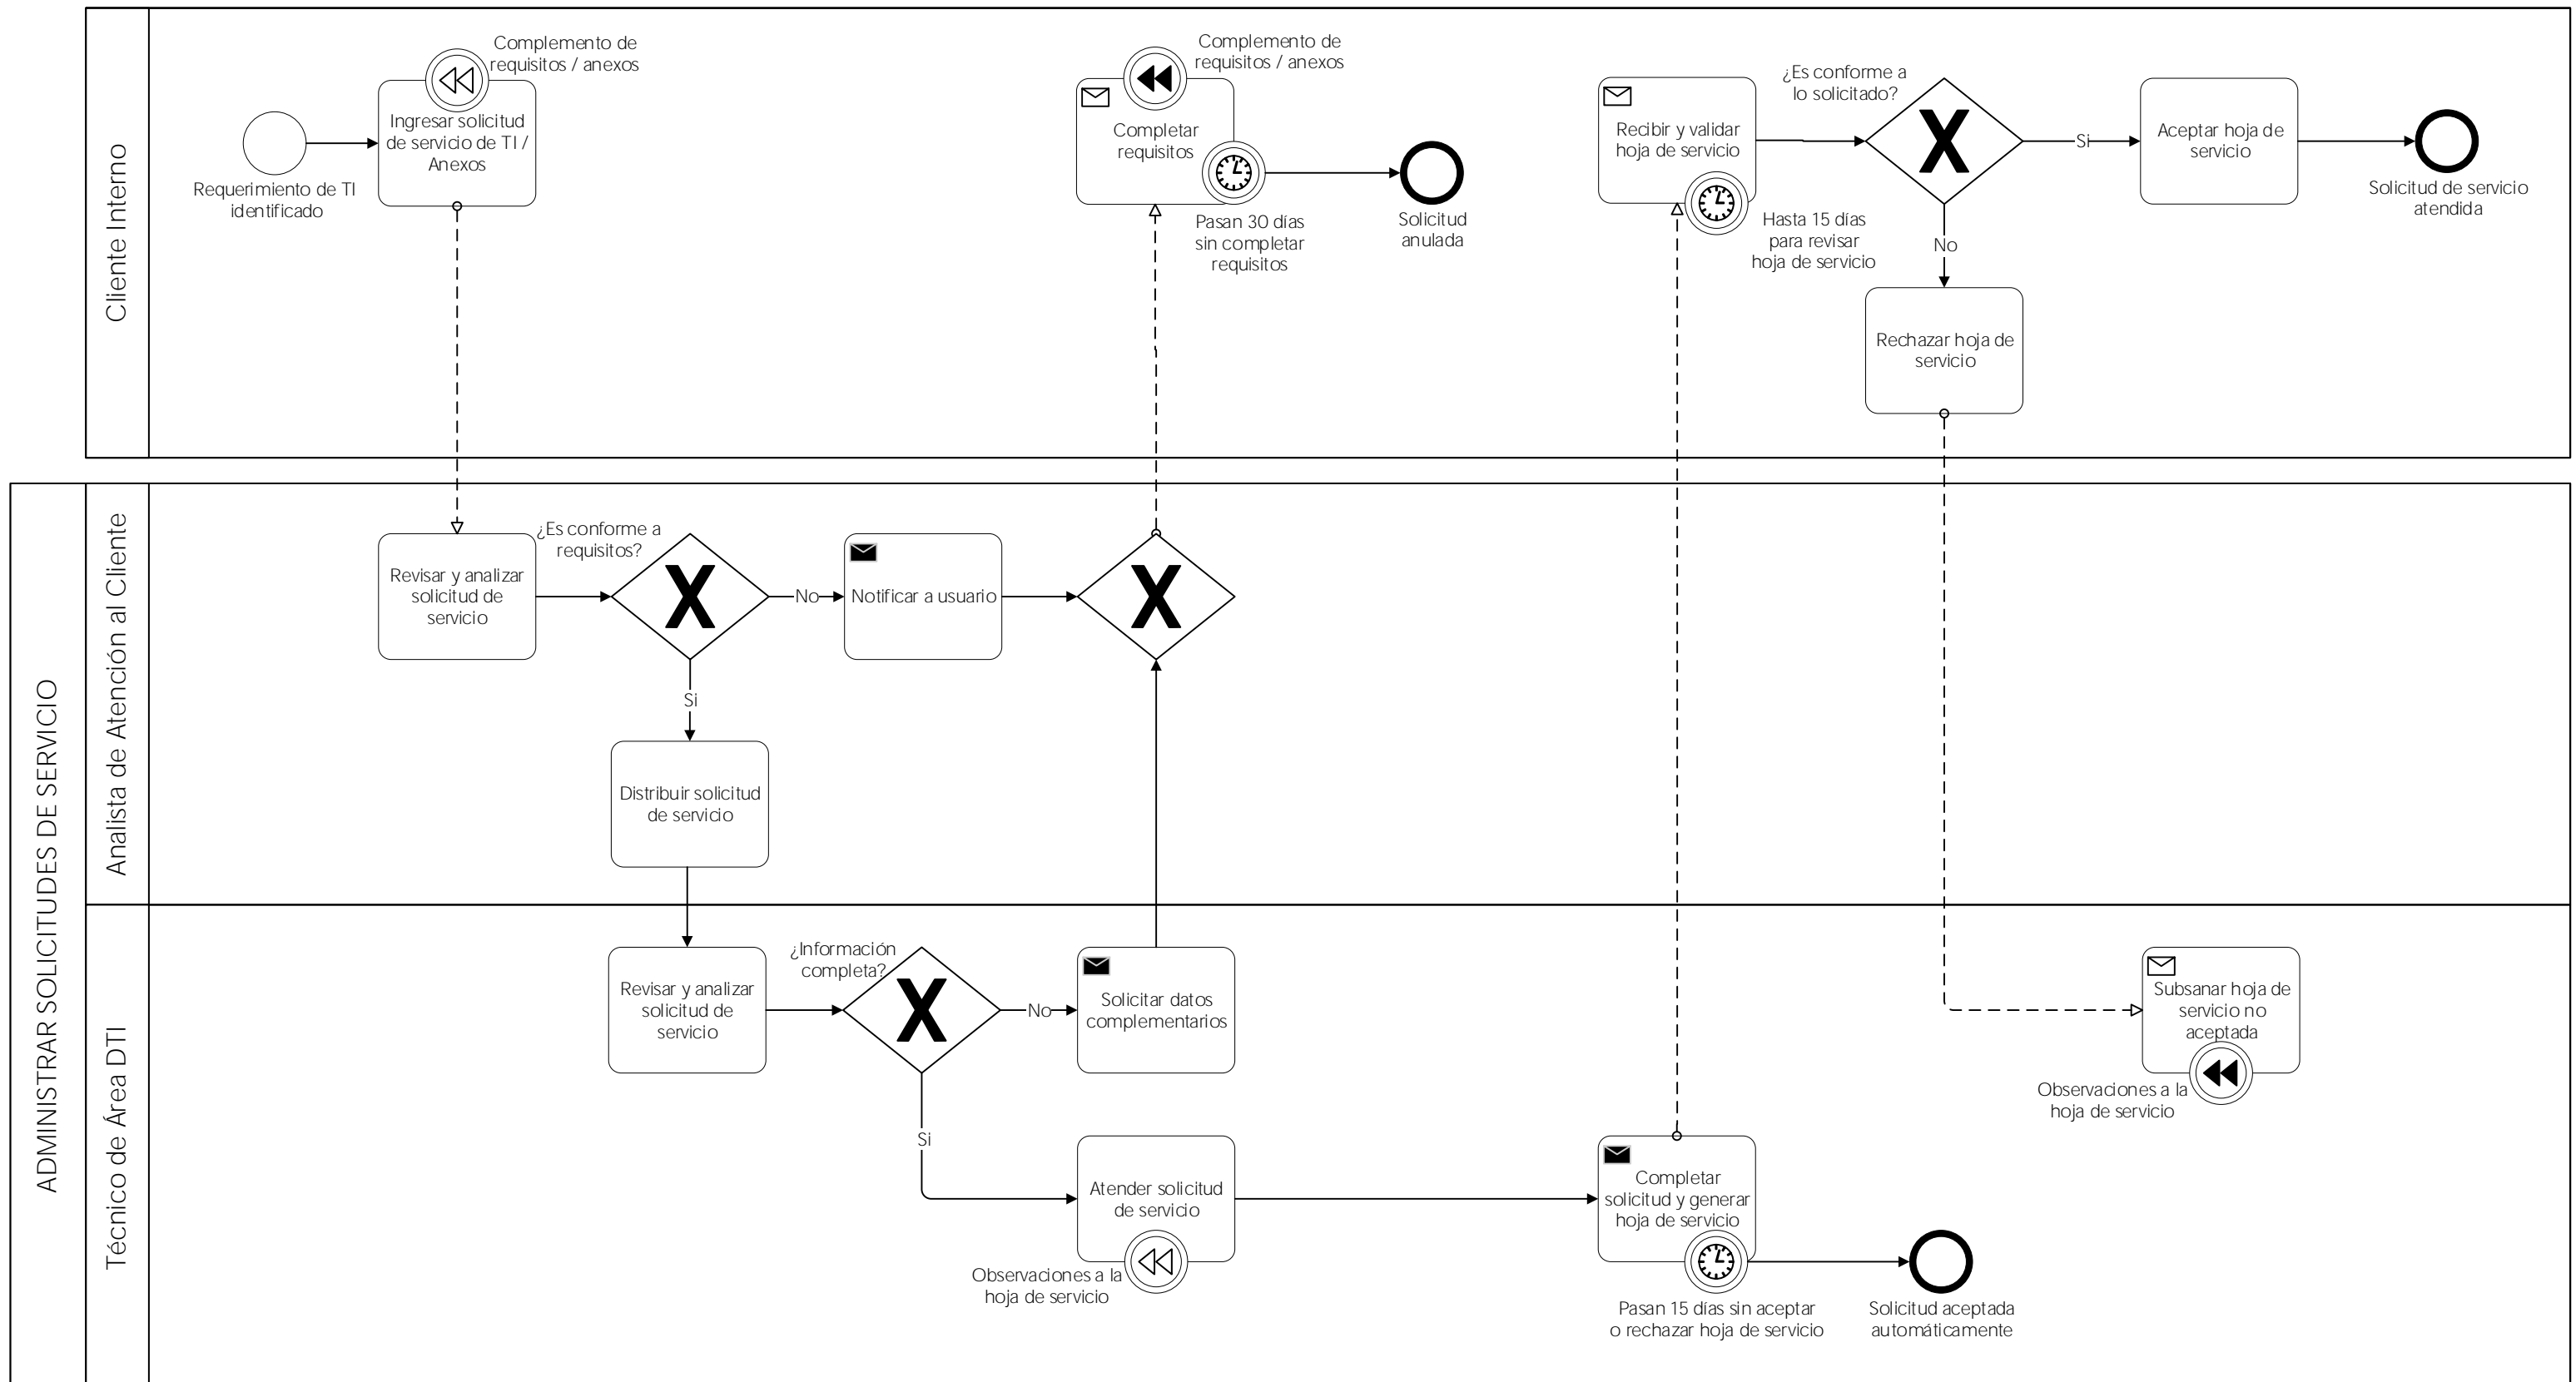 Cliente Interno
Complemento de
requisitos / anexos
Requerimiento de TI
identificado
Ingresar solicitud
de servicio de TI /
Anexos
Complemento de
requisitos / anexos
Completar
requisitos
Pasan 30 días
sin completar
requisitos
Solicitud
anulada
Recibir y validar
hoja de servicio
Hasta 15 días
para revisar
hoja de servicio
¿Es conforme a
lo solicitado?
Si
No
Aceptar hoja de
servicio
Solicitud de servicio
atendida
Rechazar hoja de
servicio
ADMINISTRAR SOLICITUDES DE SERVICIO
Analista de Atención al Cliente
Revisar y analizar
solicitud de
servicio
¿Es conforme a
requisitos?
X
No
Notificar a usuario
X
Si
Distribuir solicitud
de servicio
Técnico de Área DTI
Revisar y analizar
solicitud de
servicio
¿Información
completa?
X
No
Solicitar datos
complementarios
Si
Atender solicitud
de servicio
Observaciones a la
hoja de servicio
Completar
solicitud y generar
hoja de servicio
Pasan 15 días sin aceptar
o rechazar hoja de servicio
Solicitud aceptada
automáticamente
Subsanar hoja de
servicio no
aceptada
Observaciones a la
hoja de servicio
X